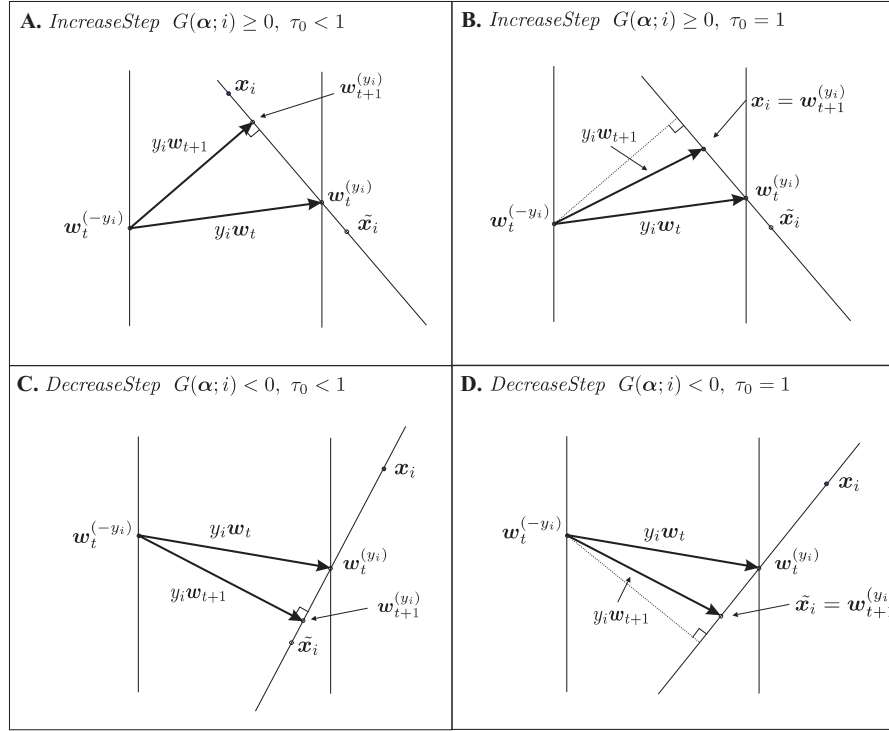 A. IncreaseStep G(α; i) ≥ 0, τ₀ < 1
x_i
w_{t+1}^{(y_i)}
y_i w_{t+1}
w_t^{(y_i)}
w_t^{(-y_i)}
y_i w_t
x̃_i
B. IncreaseStep G(α; i) ≥ 0, τ₀ = 1
x_i = w_{t+1}^{(y_i)}
y_i w_{t+1}
w_t^{(y_i)}
w_t^{(-y_i)}
y_i w_t
x̃_i
C. DecreaseStep G(α; i) < 0, τ₀ < 1
x_i
w_t^{(-y_i)}
y_i w_t
w_t^{(y_i)}
y_i w_{t+1}
w_{t+1}^{(y_i)}
x̃_i
D. DecreaseStep G(α; i) < 0, τ₀ = 1
x_i
w_t^{(-y_i)}
y_i w_t
w_t^{(y_i)}
y_i w_{t+1}
x̃_i = w_{t+1}^{(y_i)}